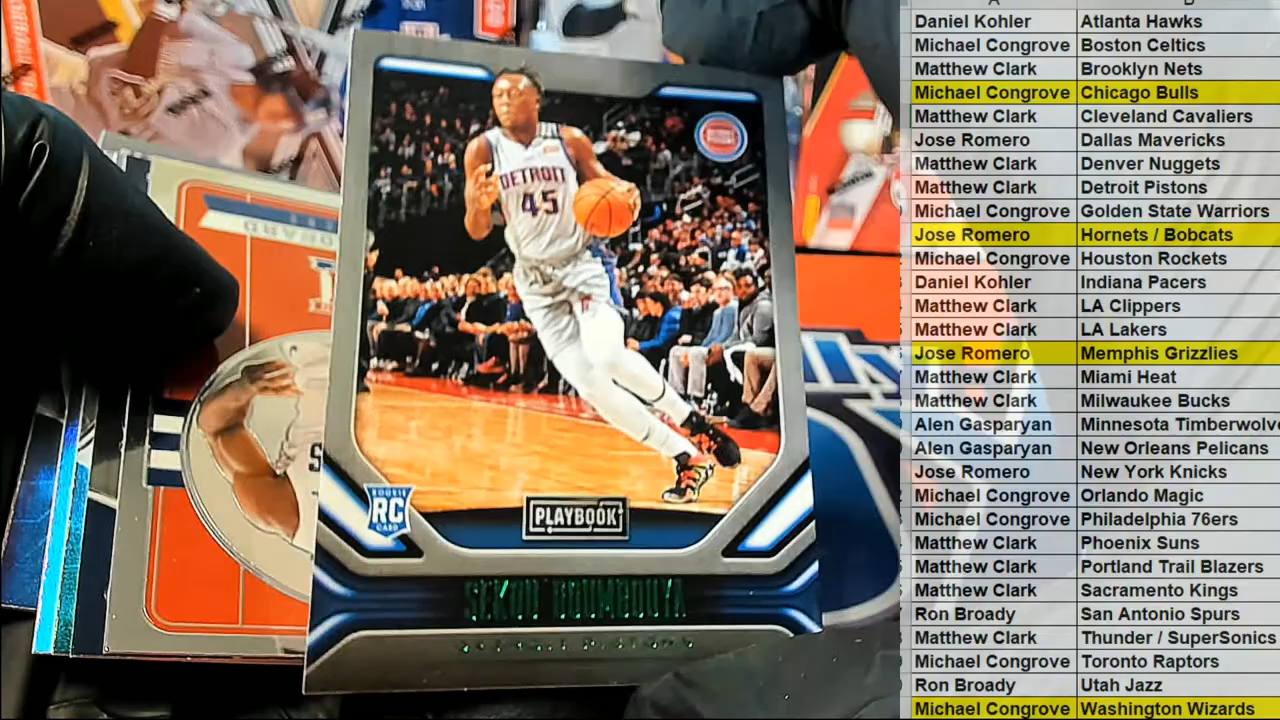 DETROIT
45
ROOKIE
RC
CARD
PLAYBOOK
SEKOU DOUMBOUYA
DETROIT PISTONS
A B
Daniel Kohler Atlanta Hawks
Michael Congrove Boston Celtics
Matthew Clark Brooklyn Nets
Michael Congrove Chicago Bulls
Matthew Clark Cleveland Cavaliers
Jose Romero Dallas Mavericks
Matthew Clark Denver Nuggets
Matthew Clark Detroit Pistons
Michael Congrove Golden State Warriors
Jose Romero Hornets / Bobcats
Michael Congrove Houston Rockets
Daniel Kohler Indiana Pacers
Matthew Clark LA Clippers
Matthew Clark LA Lakers
Jose Romero Memphis Grizzlies
Matthew Clark Miami Heat
Matthew Clark Milwaukee Bucks
Alen Gasparyan Minnesota Timberwolve
Alen Gasparyan New Orleans Pelicans
Jose Romero New York Knicks
Michael Congrove Orlando Magic
Michael Congrove Philadelphia 76ers
Matthew Clark Phoenix Suns
Matthew Clark Portland Trail Blazers
Matthew Clark Sacramento Kings
Ron Broady San Antonio Spurs
Matthew Clark Thunder / SuperSonics
Michael Congrove Toronto Raptors
Ron Broady Utah Jazz
Michael Congrove Washington Wizards